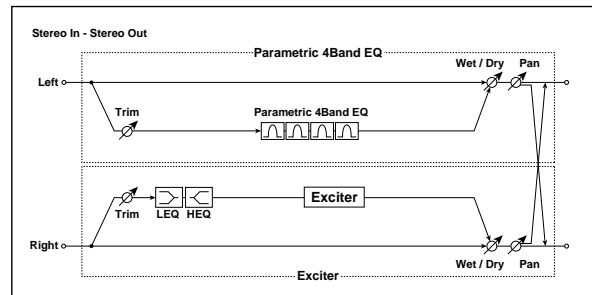 Stereo In - Stereo Out
Parametric 4Band EQ
Wet / Dry Pan
Left
Trim
Parametric 4Band EQ
Trim
LEQ HEQ
Exciter
Right
Wet / Dry Pan
Exciter